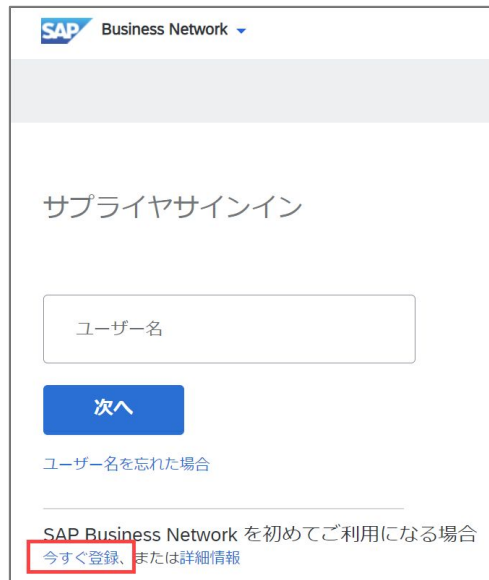 SAP Business Network
サプライヤサインイン
ユーザー名
次へ
ユーザー名を忘れた場合
SAP Business Network を初めてご利用になる場合
今すぐ登録、または詳細情報